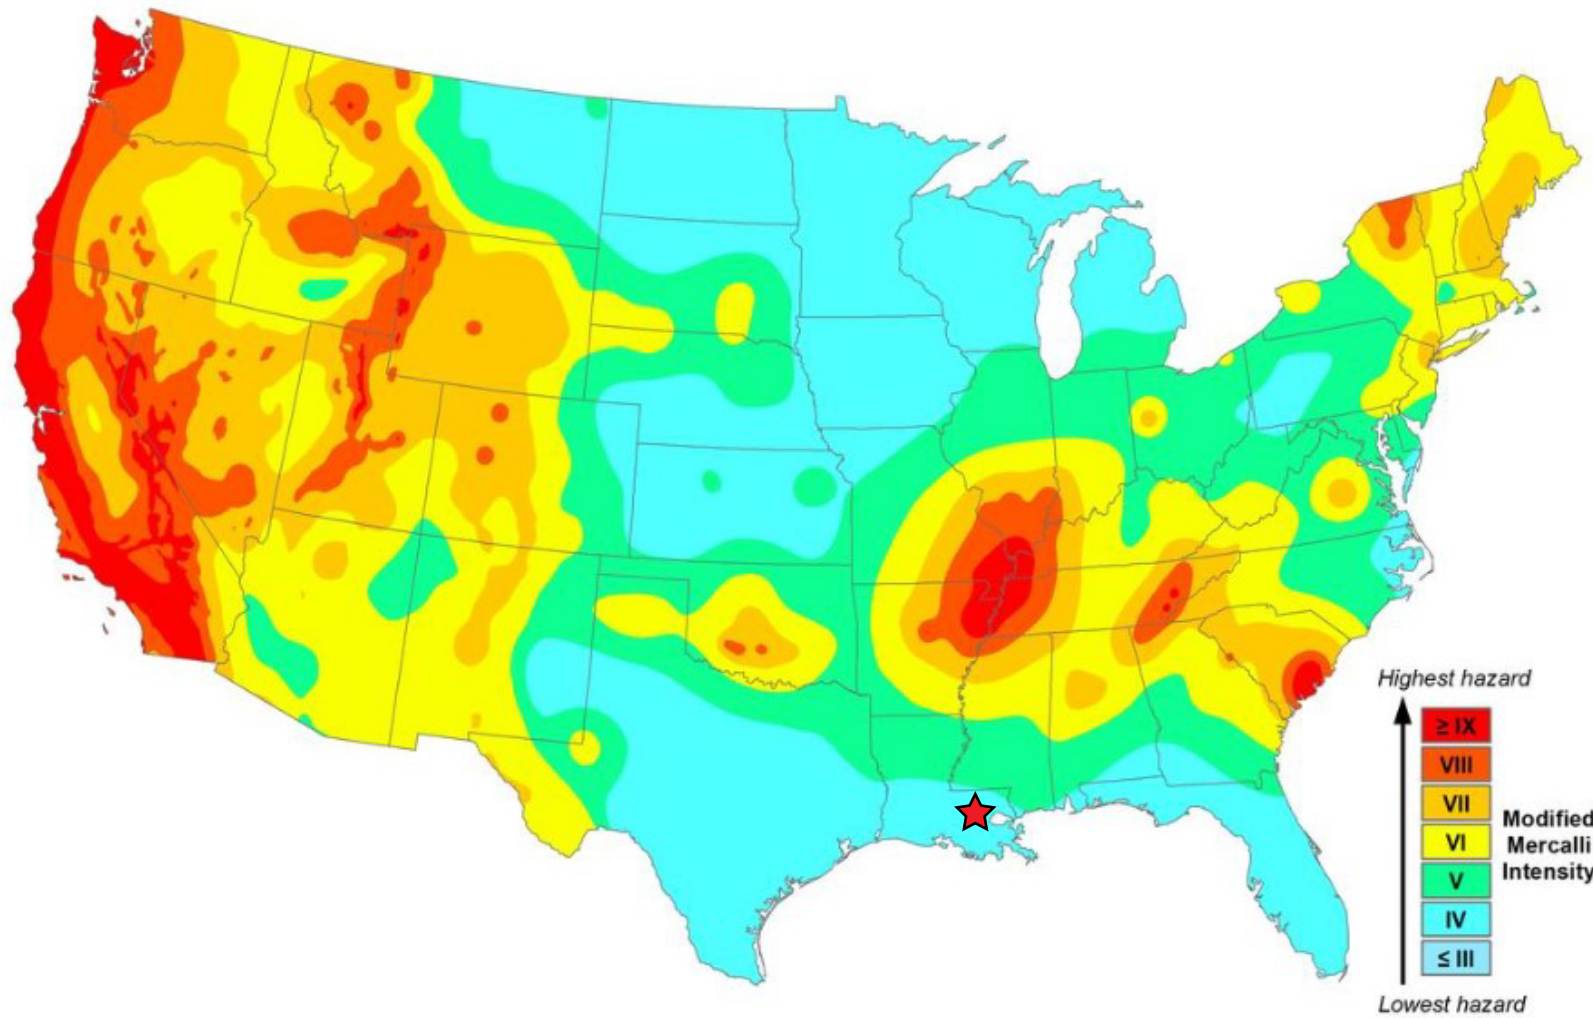 Highest hazard
≥ IX
VIII
VII
VI
V
IV
≤ III
Modified
Mercalli
Intensity
Lowest hazard